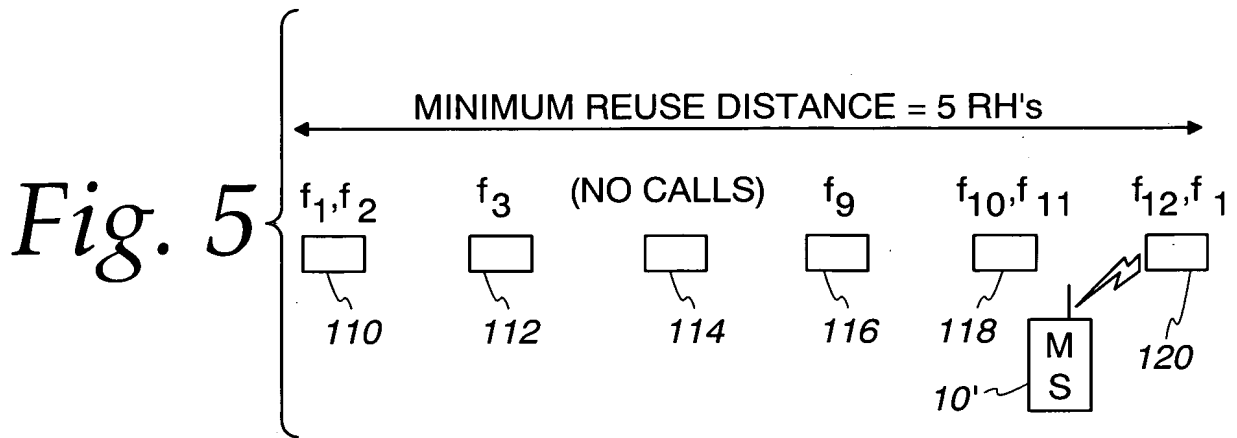 MINIMUM REUSE DISTANCE = 5 RH's
Fig. 5
f1,f2 f3 (NO CALLS) f9 f10,f11 f12,f1
110 112 114 116 118 120
M
S
10'